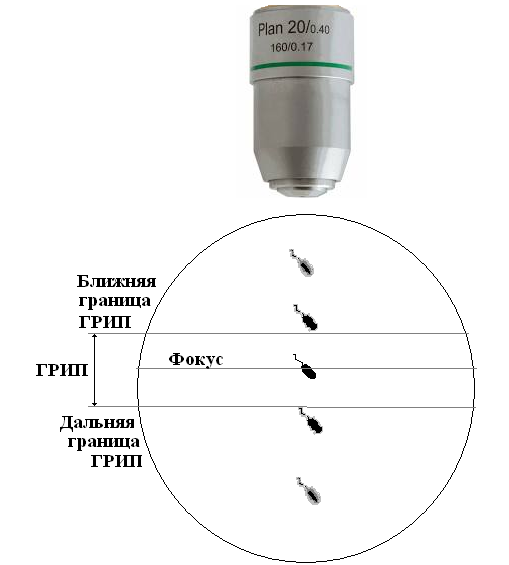 Plan 20/0.40
160/0.17
Ближняя
граница
ГРИП
Фокус
ГРИП
Дальняя
граница
ГРИП